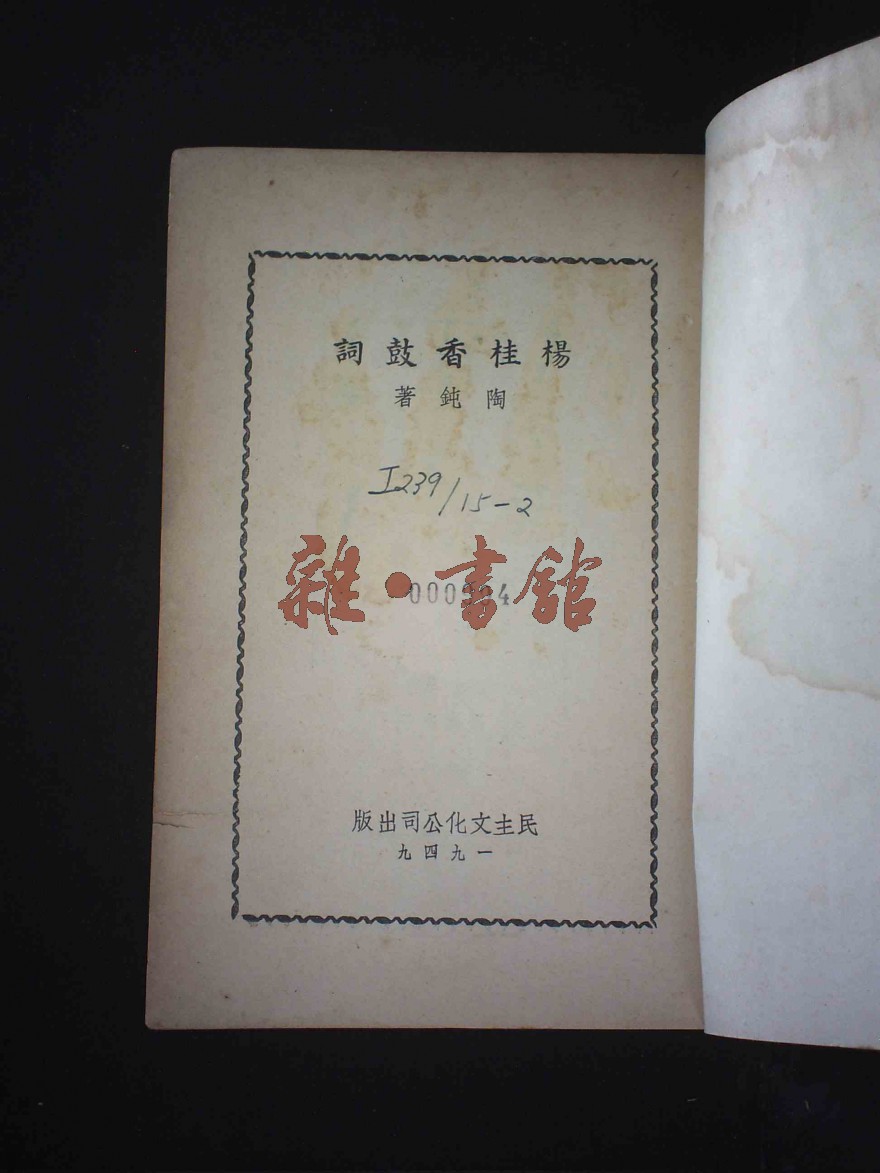 楊桂香鼓詞
陶鈍著
I239/15-2
雜·書館
民主文化公司出版
一九四九